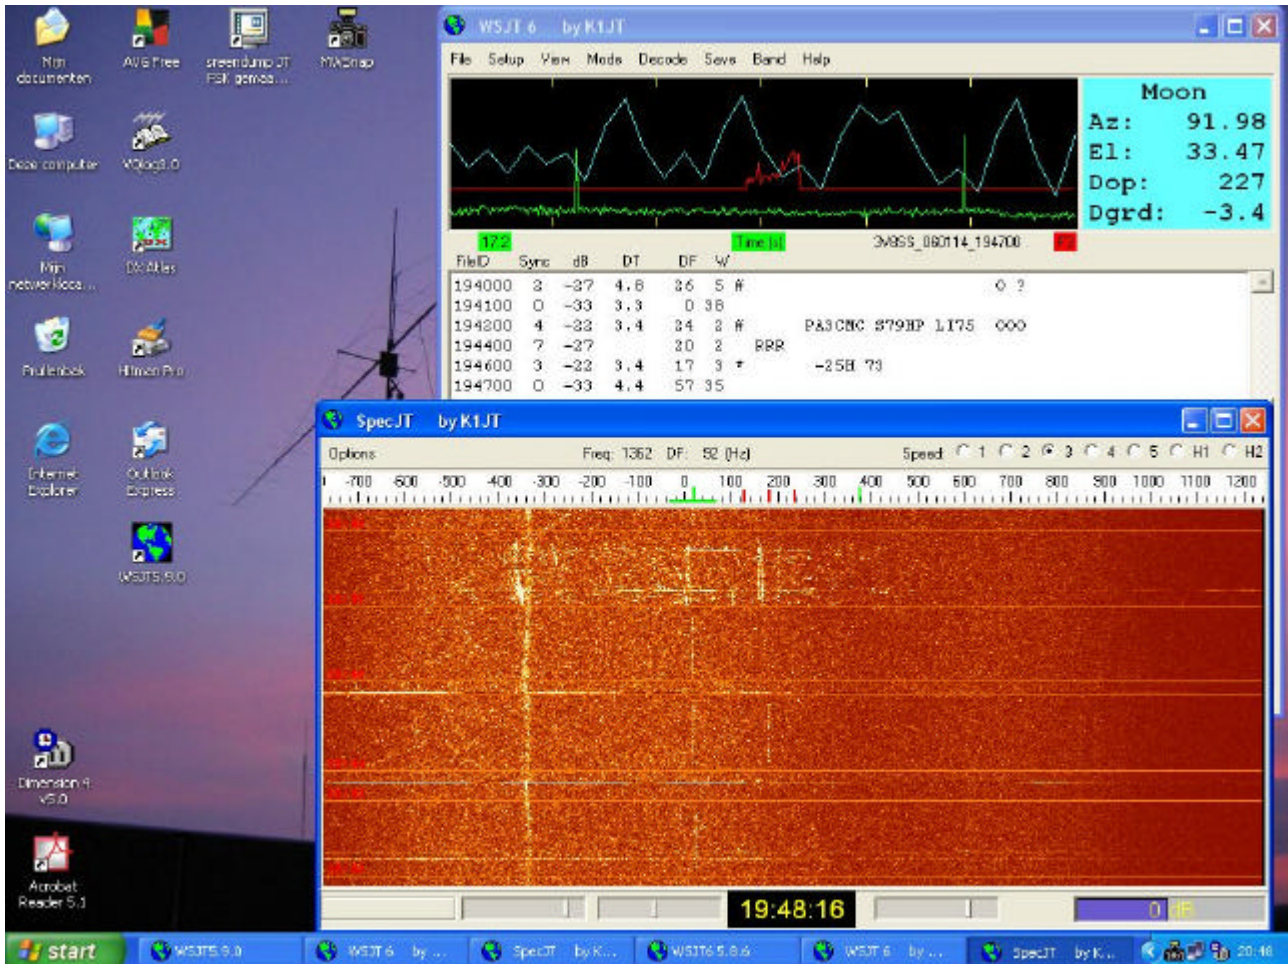 Mijn documenten
AVG Free
sreendump JT
FSK gemaa...
MWSnap
Deze computer
VQlog3.0
Mijn netwerkloca...
DX Atlas
Prullenbak
Hitman Pro
Internet Explorer
Outlook Express
WSJT5.9.0
Dimension 4 v5.0
Acrobat Reader 5.1
WSJT 6 by K1JT
File Setup View Mode Decode Save Band Help
Moon
Az: 91.98
El: 33.47
Dop: 227
Dgrd: -3.4
17.2 Time (s) 3V8SS_060114_194700
FileID Sync dB DT DF W
194000 2 -27 4.8 26 5 # O ?
194100 0 -33 3.3 0 38
194200 4 -22 3.4 24 2 # PA3CMC S79HP LI75 OOO
194400 7 -27 20 2 RRR
194600 3 -22 3.4 17 3 * -25H 73
194700 0 -33 4.4 57 35
SpecJT by K1JT
Options Freq: 1362 DF: 92 (Hz) Speed: 1 2 3 4 5 H1 H2
-700 -600 -500 -400 -300 -200 -100 0 100 200 300 400 500 600 700 800 900 1000 1100 1200
19:48:16
0 dB
start
WSJT5.9.0
WSJT 6 by ...
SpecJT by K...
WSJT6 5.8.6
WSJT 6 by ...
SpecJT by K...
20:48